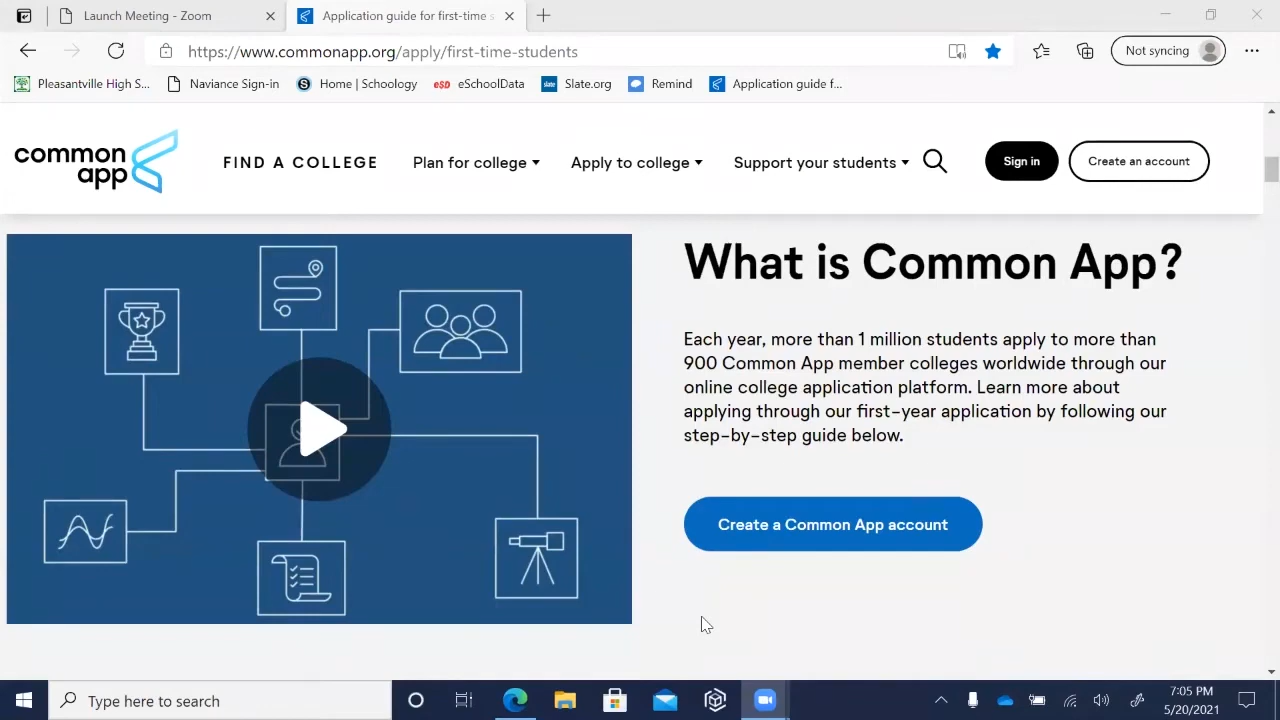 Launch Meeting - Zoom
Application guide for first-time s
https://www.commonapp.org/apply/first-time-students
Not syncing
Pleasantville High S...
Naviance Sign-in
Home | Schoology
eSD eSchoolData
slate Slate.org
Remind
Application guide f...
common app
FIND A COLLEGE
Plan for college
Apply to college
Support your students
Sign in
Create an account
What is Common App?
Each year, more than 1 million students apply to more than
900 Common App member colleges worldwide through our
online college application platform. Learn more about
applying through our first-year application by following our
step-by-step guide below.
Create a Common App account
Type here to search
7:05 PM
5/20/2021